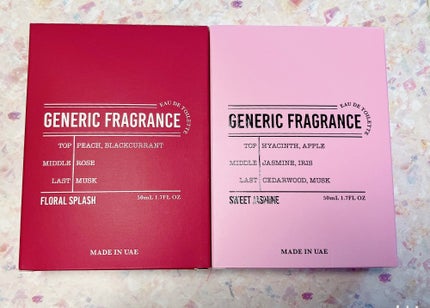 EAU DE TOILETTE
GENERIC FRAGRANCE
TOP PEACH, BLACKCURRANT
MIDDLE ROSE
LAST MUSK
FLORAL SPLASH 50mL 1.7FL OZ
MADE IN UAE
EAU DE TOILETTE
GENERIC FRAGRANCE
TOP HYACINTH, APPLE
MIDDLE JASMINE, IRIS
LAST CEDARWOOD, MUSK
SWEET JASMINE 50mL 1.7FL OZ
MADE IN UAE